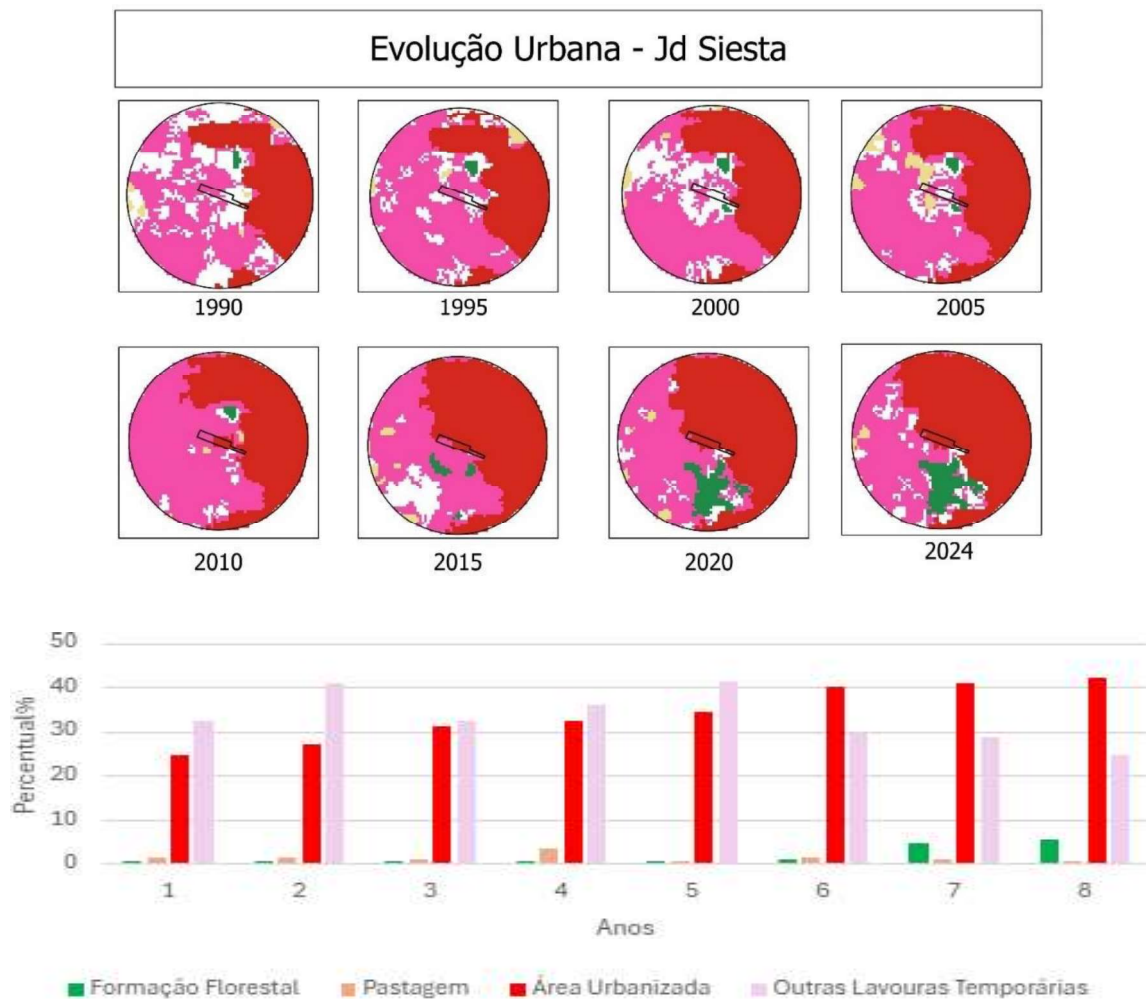 Evolução Urbana - Jd Siesta
1990 1995 2000 2005
2010 2015 2020 2024
50
40
30
20
10
0
Percentual%
1 2 3 4 5 6 7 8
Anos
Formação Florestal Pastagem Área Urbanizada Outras Lavouras Temporárias